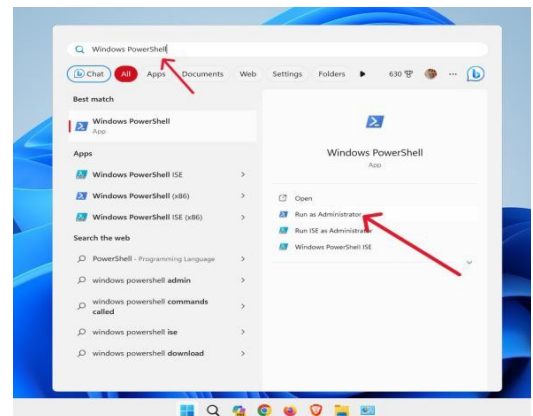 Windows PowerShell
Chat All Apps Documents Web Settings Folders 630 ...
Best match
Windows PowerShell
App
Apps
Windows PowerShell ISE
Windows PowerShell (x86)
Windows PowerShell ISE (x86)
Search the web
PowerShell - Programming Language
windows powershell admin
windows powershell commands
called
windows powershell ise
windows powershell download
Windows PowerShell
App
Open
Run as Administrator
Run ISE as Administrator
Windows PowerShell ISE